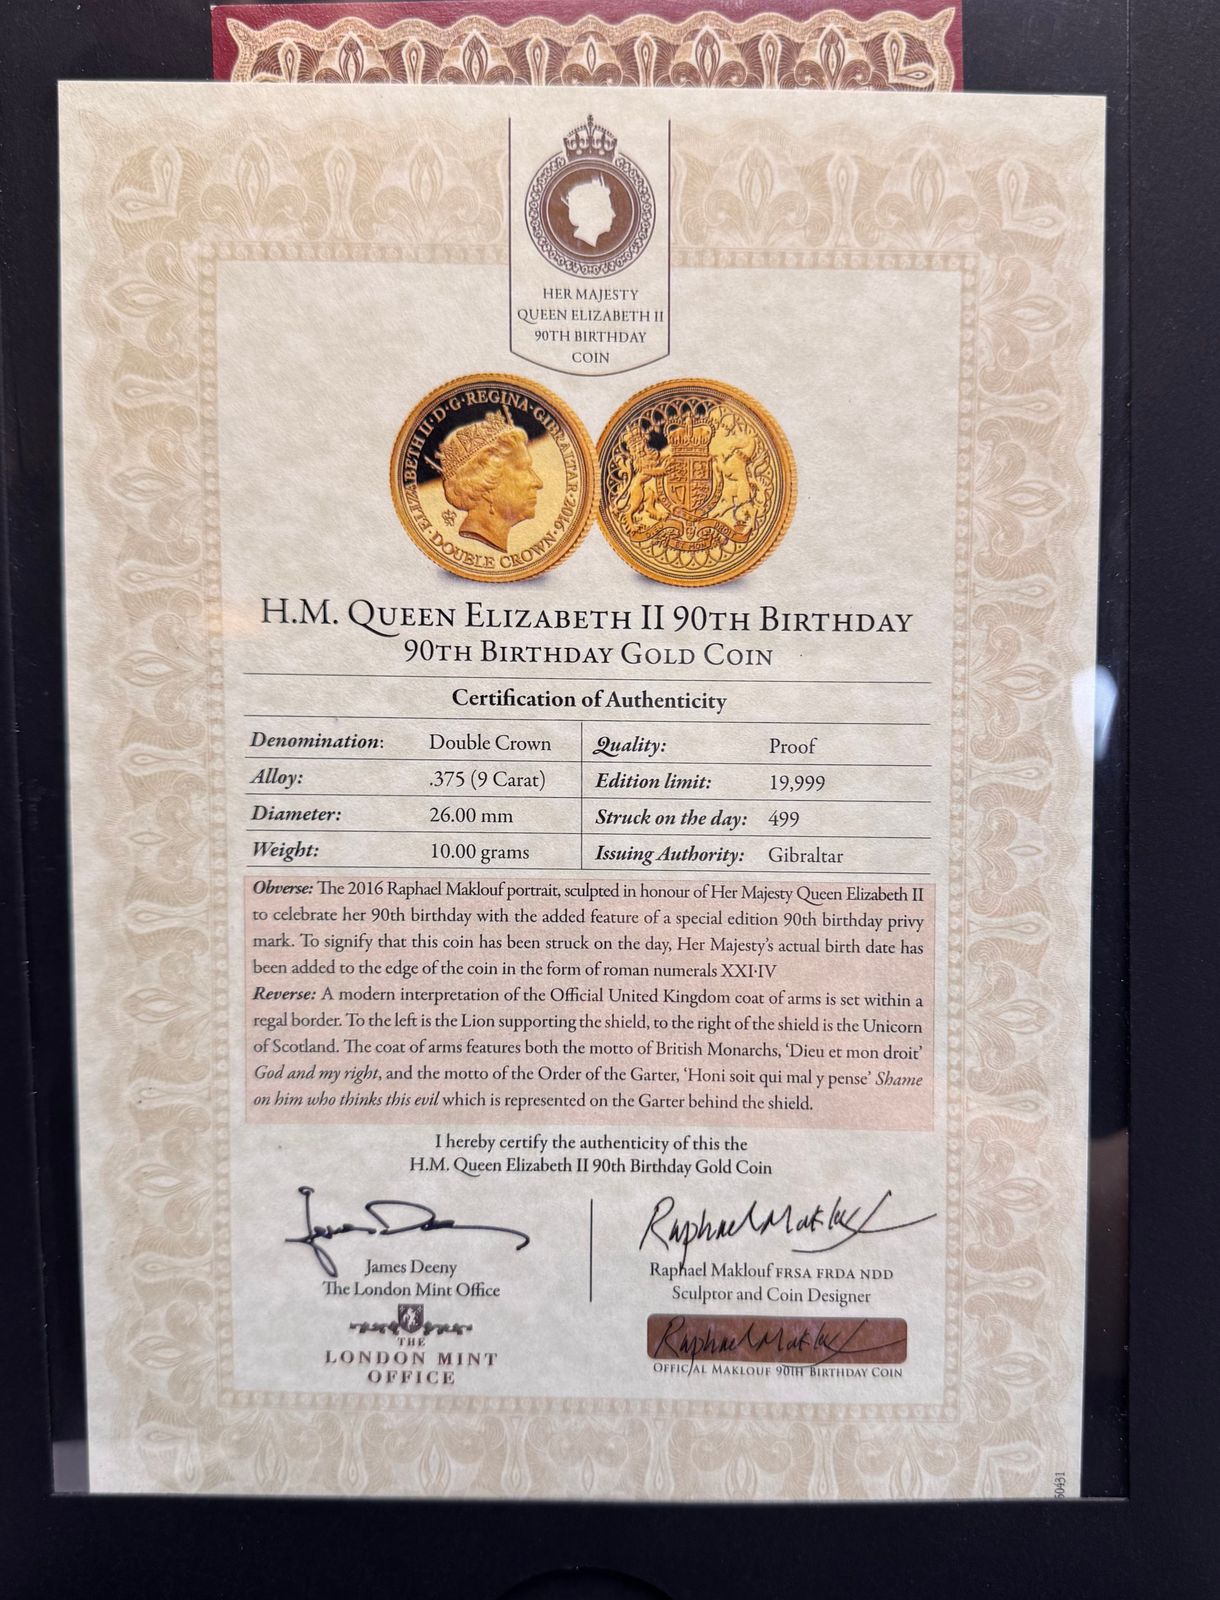 HER MAJESTY
QUEEN ELIZABETH II
90TH BIRTHDAY
COIN
ELIZABETH II·D·G·REGINA·GIBRALTAR·2016
·DOUBLE CROWN·
H.M. QUEEN ELIZABETH II 90TH BIRTHDAY
90TH BIRTHDAY GOLD COIN
Certification of Authenticity
Denomination: Double Crown Quality: Proof
Alloy: .375 (9 Carat) Edition limit: 19,999
Diameter: 26.00 mm Struck on the day: 499
Weight: 10.00 grams Issuing Authority: Gibraltar
Obverse: The 2016 Raphael Maklouf portrait, sculpted in honour of Her Majesty Queen Elizabeth II
to celebrate her 90th birthday with the added feature of a special edition 90th birthday privy
mark. To signify that this coin has been struck on the day, Her Majesty's actual birth date has
been added to the edge of the coin in the form of roman numerals XXI·IV
Reverse: A modern interpretation of the Official United Kingdom coat of arms is set within a
regal border. To the left is the Lion supporting the shield, to the right of the shield is the Unicorn
of Scotland. The coat of arms features both the motto of British Monarchs, 'Dieu et mon droit'
God and my right, and the motto of the Order of the Garter, 'Honi soit qui mal y pense' Shame
on him who thinks this evil which is represented on the Garter behind the shield.
I hereby certify the authenticity of this the
H.M. Queen Elizabeth II 90th Birthday Gold Coin
James Deeny
James Deeny
The London Mint Office
THE
LONDON MINT
OFFICE
Raphael Maklouf
Raphael Maklouf FRSA FRDA NDD
Sculptor and Coin Designer
Raphael Maklouf
OFFICIAL MAKLOUF 90TH BIRTHDAY COIN